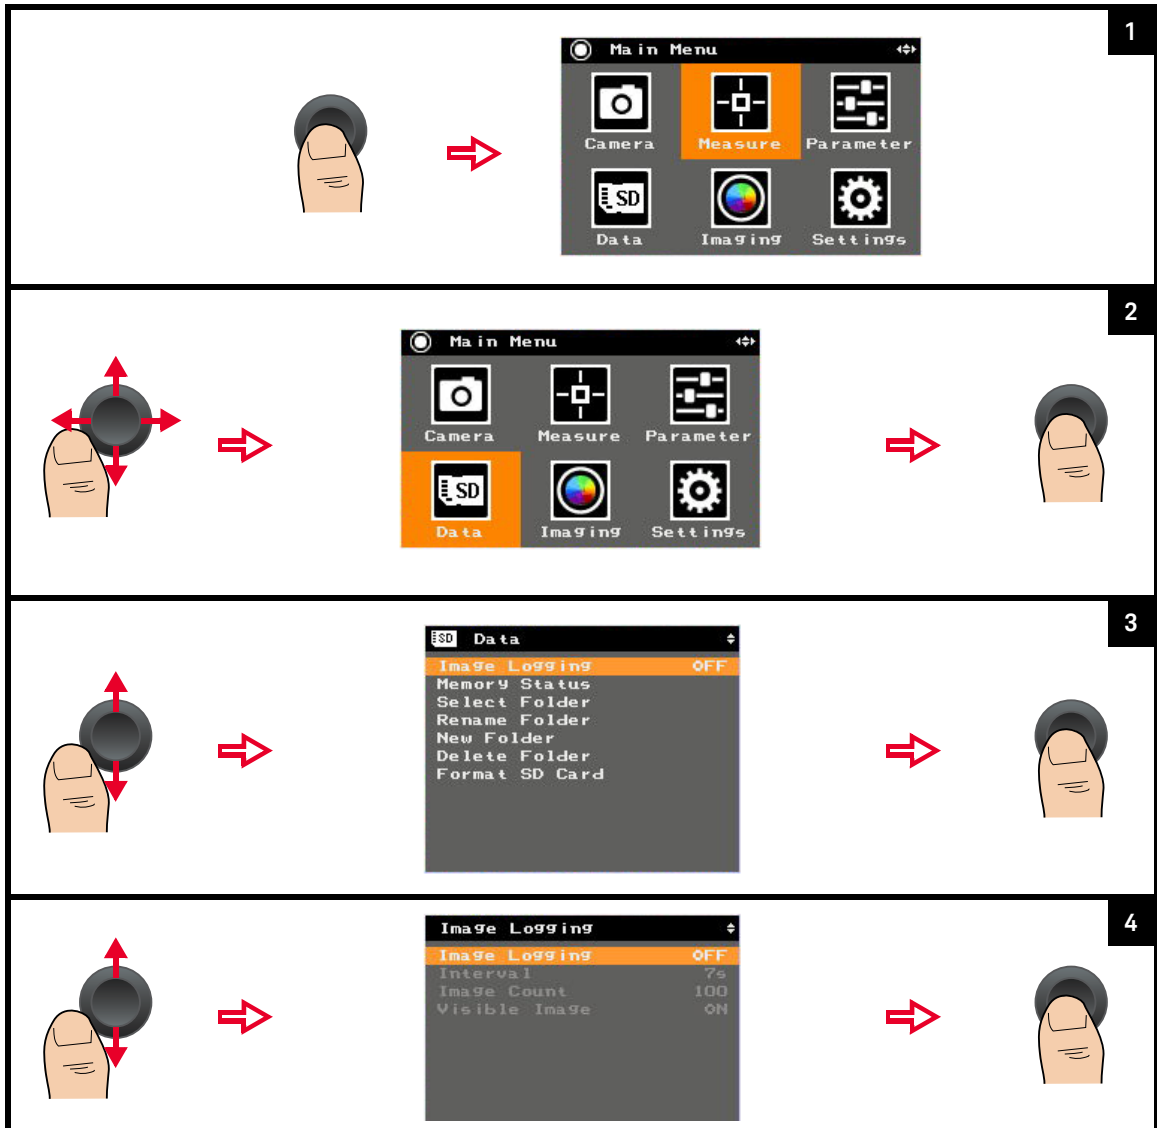 1
Main Menu
Camera Measure Parameter
SD
Data Imaging Settings
2
Main Menu
Camera Measure Parameter
SD
Data Imaging Settings
3
SD Data
Image Logging OFF
Memory Status
Select Folder
Rename Folder
New Folder
Delete Folder
Format SD Card
4
Image Logging
Image Logging OFF
Interval 7s
Image Count 100
Visible Image ON